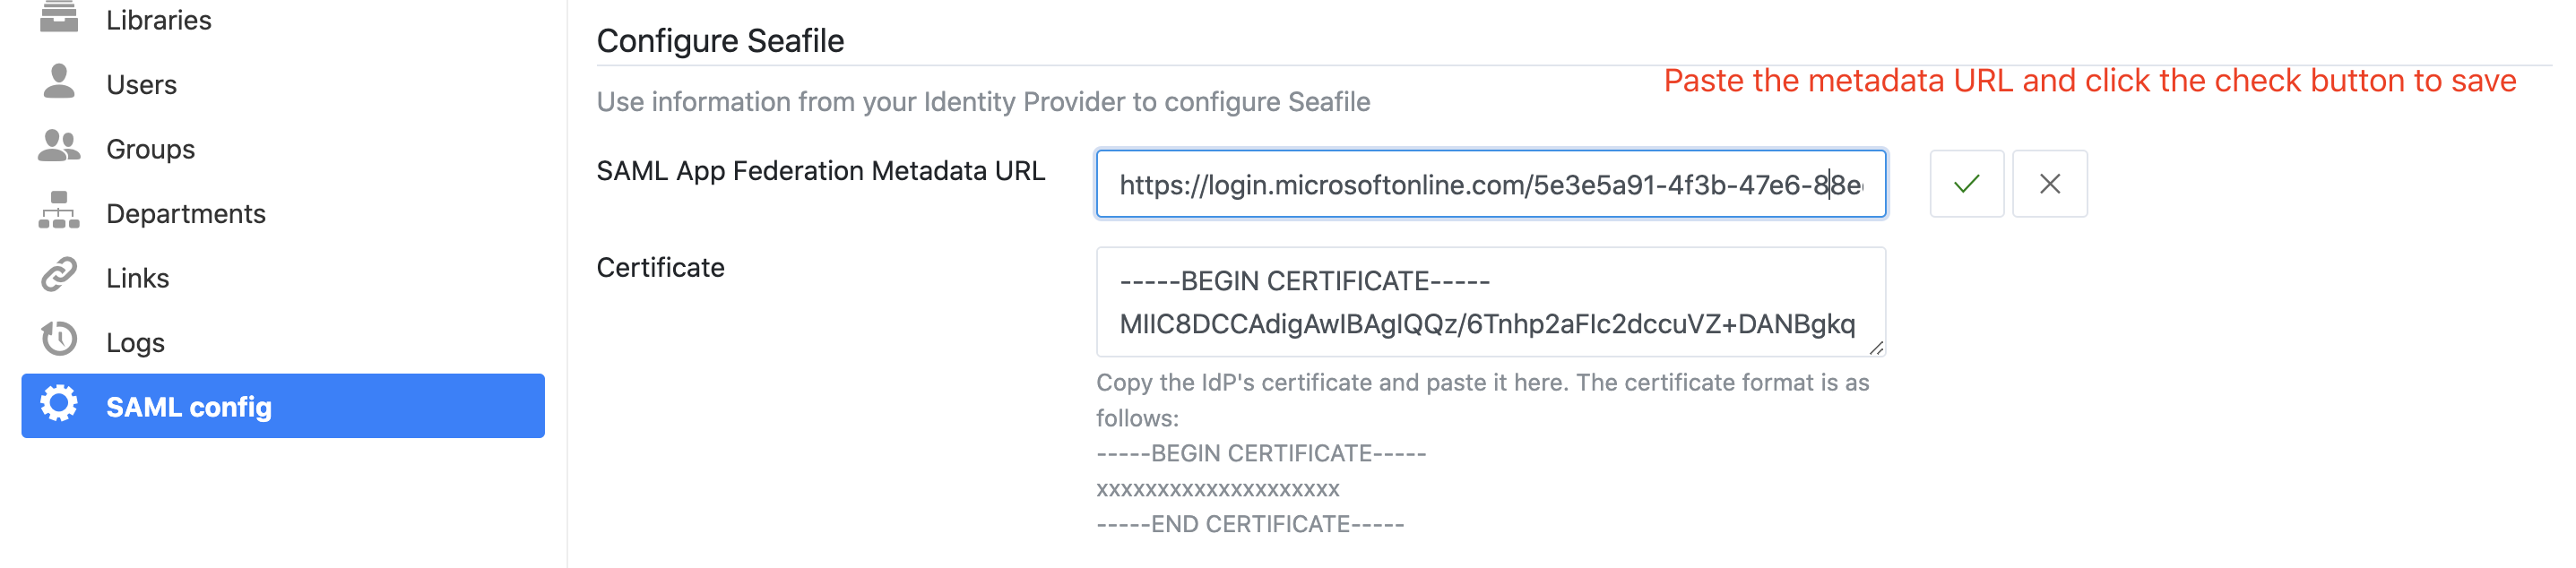 Libraries
Users
Groups
Departments
Links
Logs
SAML config
Configure Seafile
Paste the metadata URL and click the check button to save
Use information from your Identity Provider to configure Seafile
SAML App Federation Metadata URL
https://login.microsoftonline.com/5e3e5a91-4f3b-47e6-88e
Certificate
-----BEGIN CERTIFICATE-----
MIIC8DCCAdigAwIBAgIQQz/6Tnhp2aFIc2dccuVZ+DANBgkq
Copy the IdP's certificate and paste it here. The certificate format is as
follows:
-----BEGIN CERTIFICATE-----
xxxxxxxxxxxxxxxxxxxx
-----END CERTIFICATE-----